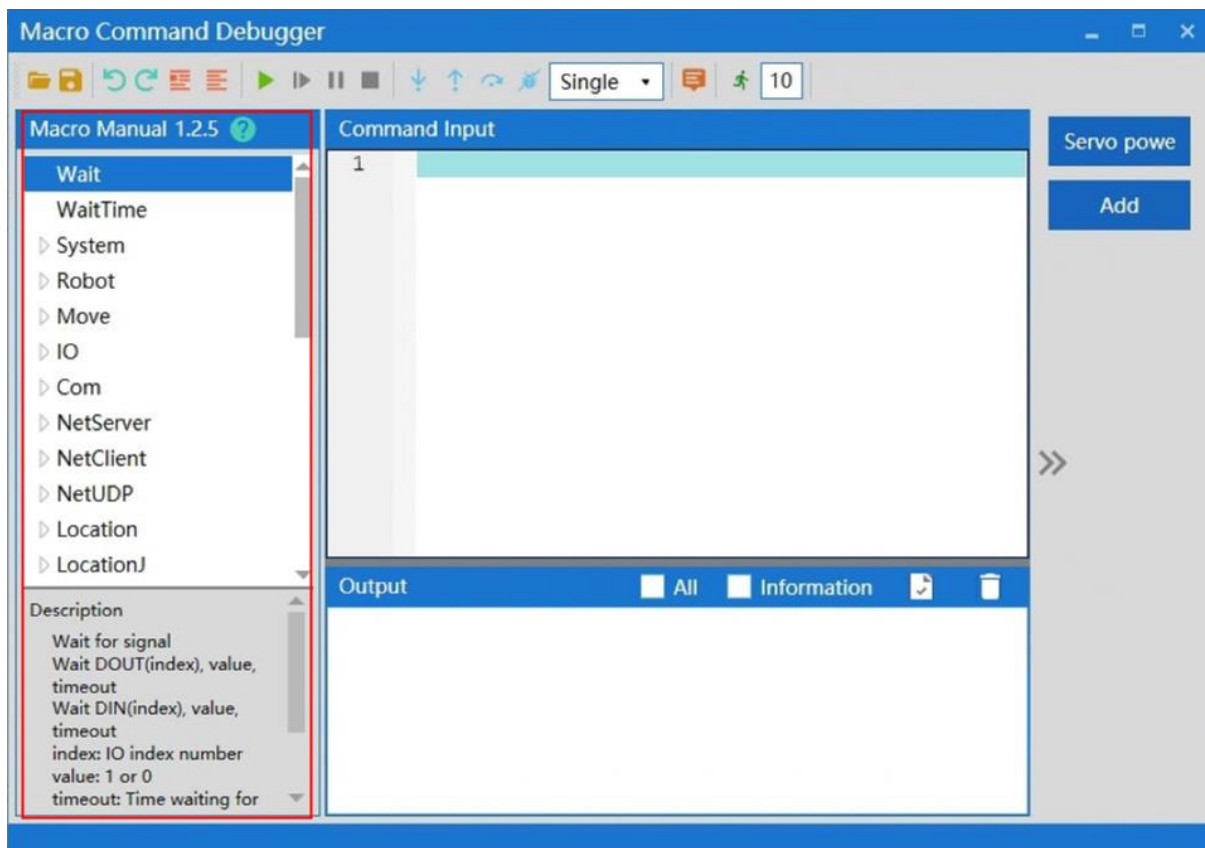 Macro Command Debugger
Single
10
Macro Manual 1.2.5 ?
Wait
WaitTime
System
Robot
Move
IO
Com
NetServer
NetClient
NetUDP
Location
LocationJ
Description
Wait for signal
Wait DOUT(index), value,
timeout
Wait DIN(index), value,
timeout
index: IO index number
value: 1 or 0
timeout: Time waiting for
Command Input
1
Output
All
Information
Servo powe
Add